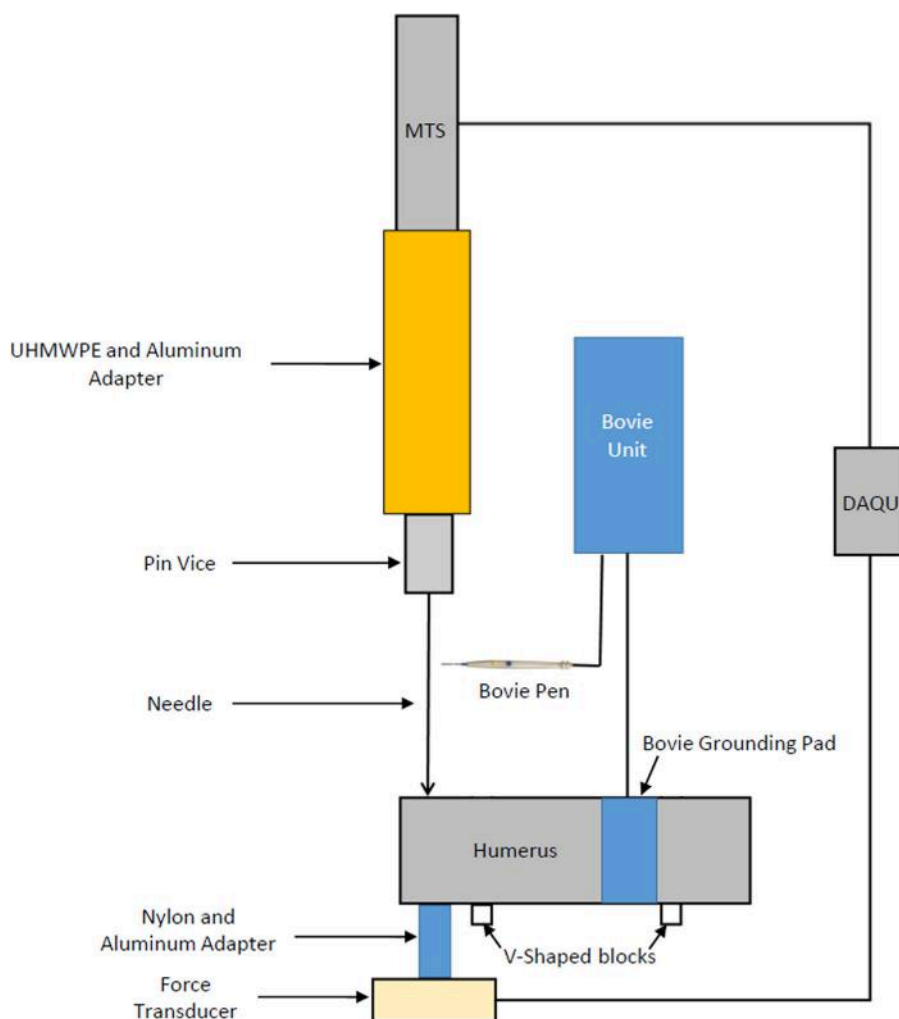 MTS
UHMWPE and Aluminum
Adapter
Bovie
Unit
DAQU
Pin Vice
Needle
Bovie Pen
Bovie Grounding Pad
Humerus
Nylon and
Aluminum Adapter
V-Shaped blocks
Force
Transducer